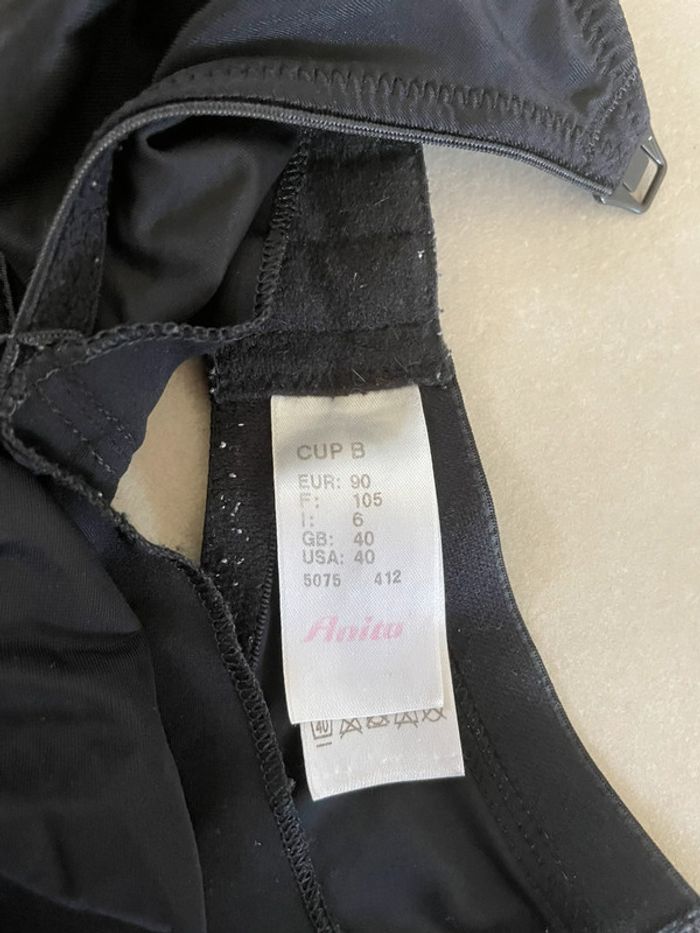 CUP B
EUR: 90
F: 105
I: 6
GB: 40
USA: 40
5075 412
Anita
40